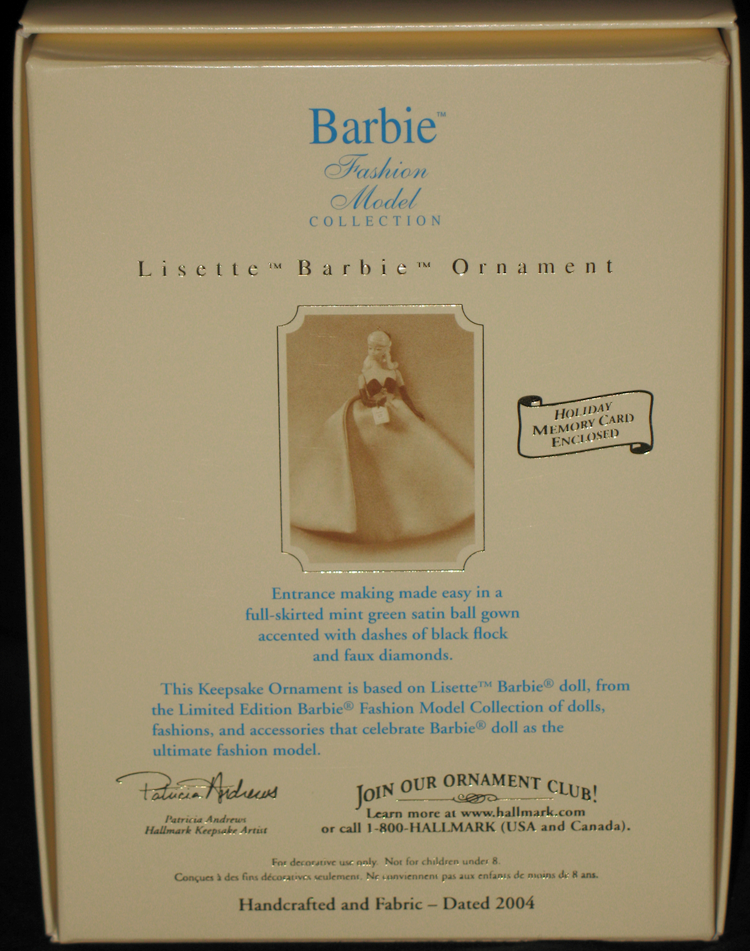 Barbie™
Fashion
Model
COLLECTION
Lisette™ Barbie™ Ornament
HOLIDAY
MEMORY CARD
ENCLOSED
Entrance making made easy in a
full-skirted mint green satin ball gown
accented with dashes of black flock
and faux diamonds.
This Keepsake Ornament is based on Lisette™ Barbie® doll, from
the Limited Edition Barbie® Fashion Model Collection of dolls,
fashions, and accessories that celebrate Barbie® doll as the
ultimate fashion model.
Patricia Andrews
Patricia Andrews
Hallmark Keepsake Artist
JOIN OUR ORNAMENT CLUB!
Learn more at www.hallmark.com
or call 1-800-HALLMARK (USA and Canada).
For decorative use only. Not for children under 8.
Conçues à des fins décoratives seulement. Ne conviennent pas aux enfants de moins de 8 ans.
Handcrafted and Fabric – Dated 2004